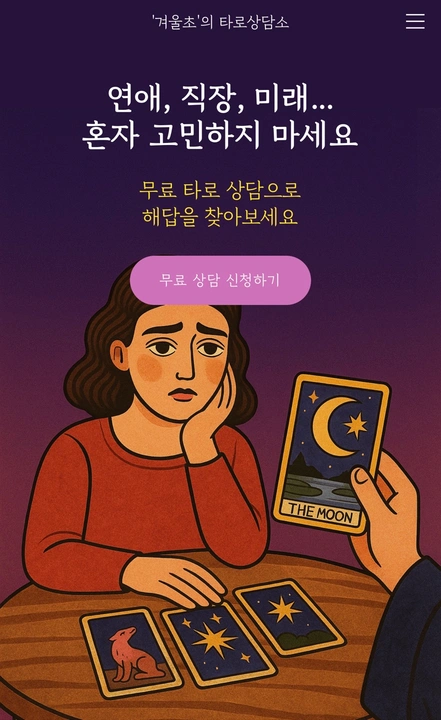 '겨울초'의 타로상담소
연애, 직장, 미래...
혼자 고민하지 마세요
무료 타로 상담으로
해답을 찾아보세요
무료 상담 신청하기
THE MOON